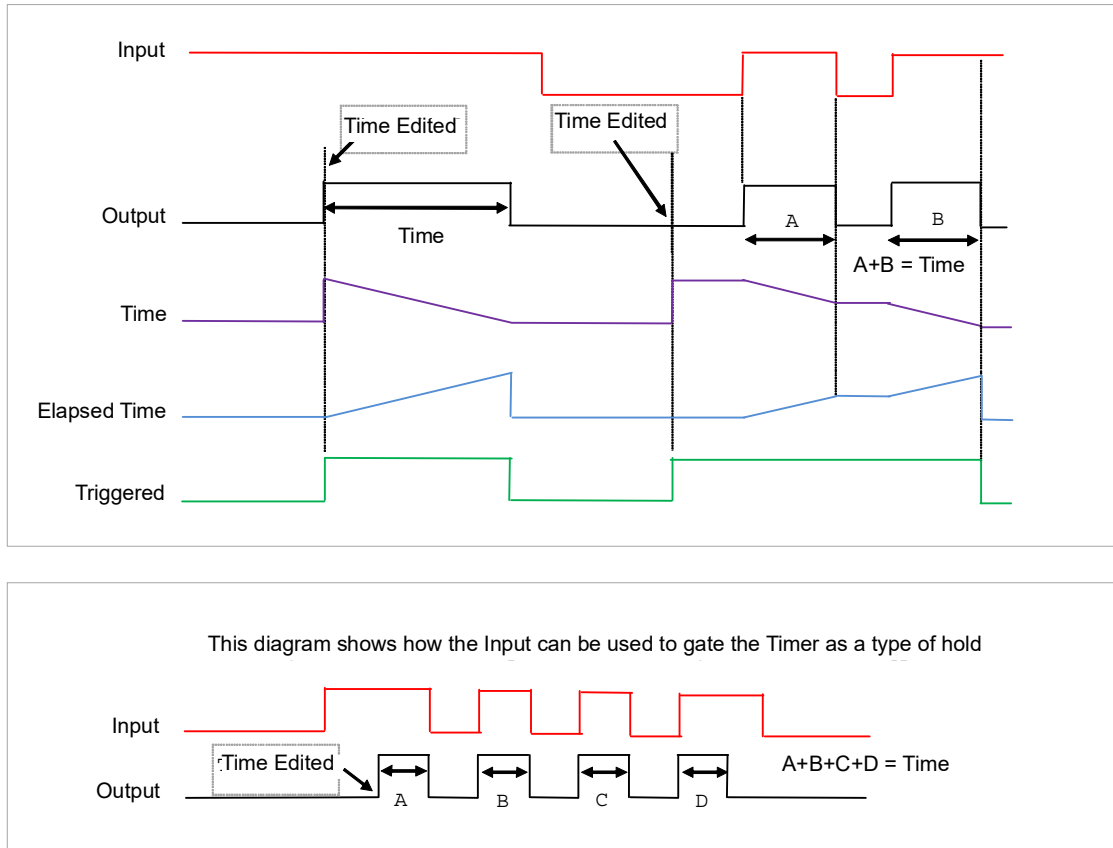 Input
Time Edited
Time Edited
Output
Time
A
B
A+B = Time
Time
Elapsed Time
Triggered
This diagram shows how the Input can be used to gate the Timer as a type of hold
Input
Time Edited
A+B+C+D = Time
Output
A
B
C
D